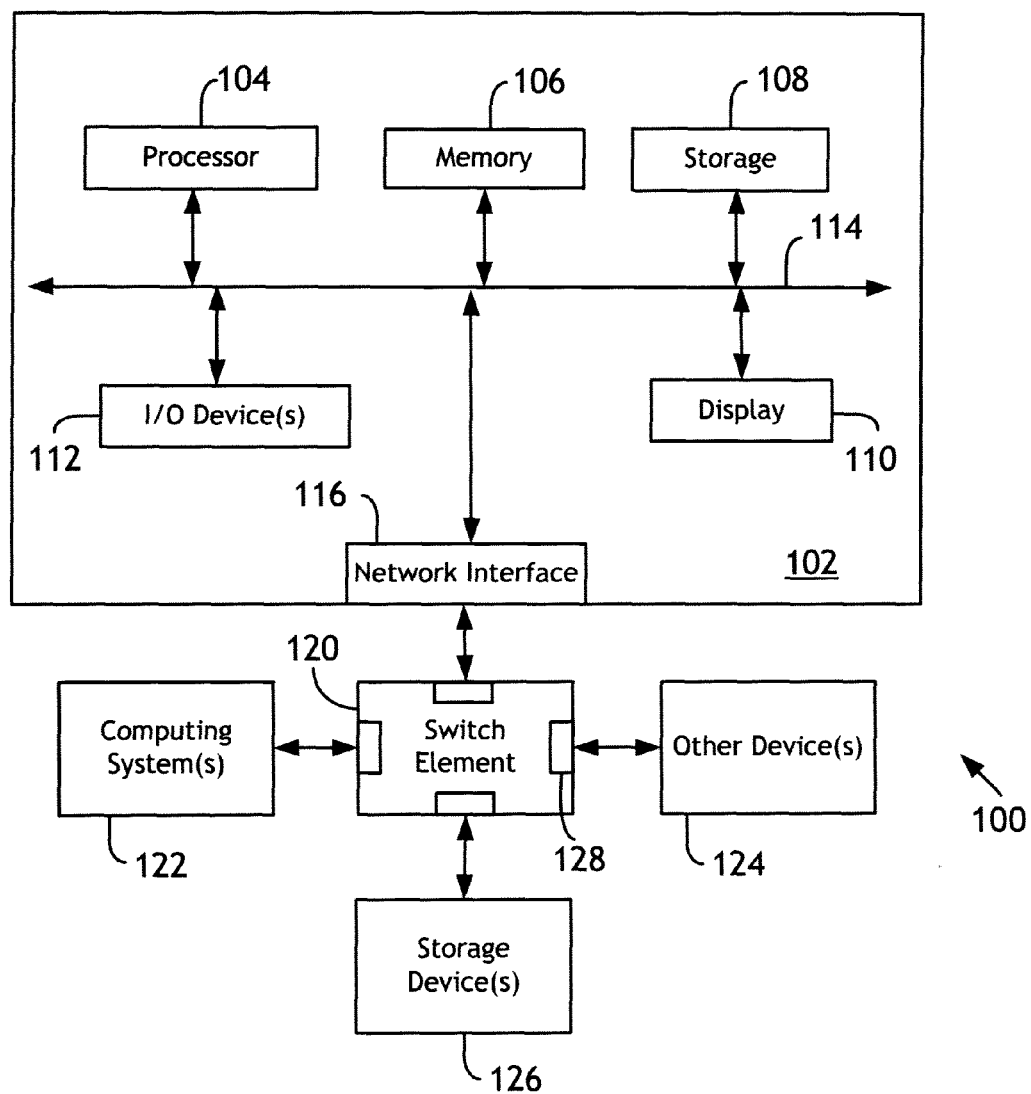 104
106
108
Processor
Memory
Storage
114
I/O Device(s)
Display
112
110
116
Network Interface
102
120
Computing
System(s)
Switch
Element
Other Device(s)
100
122
128
124
Storage
Device(s)
126